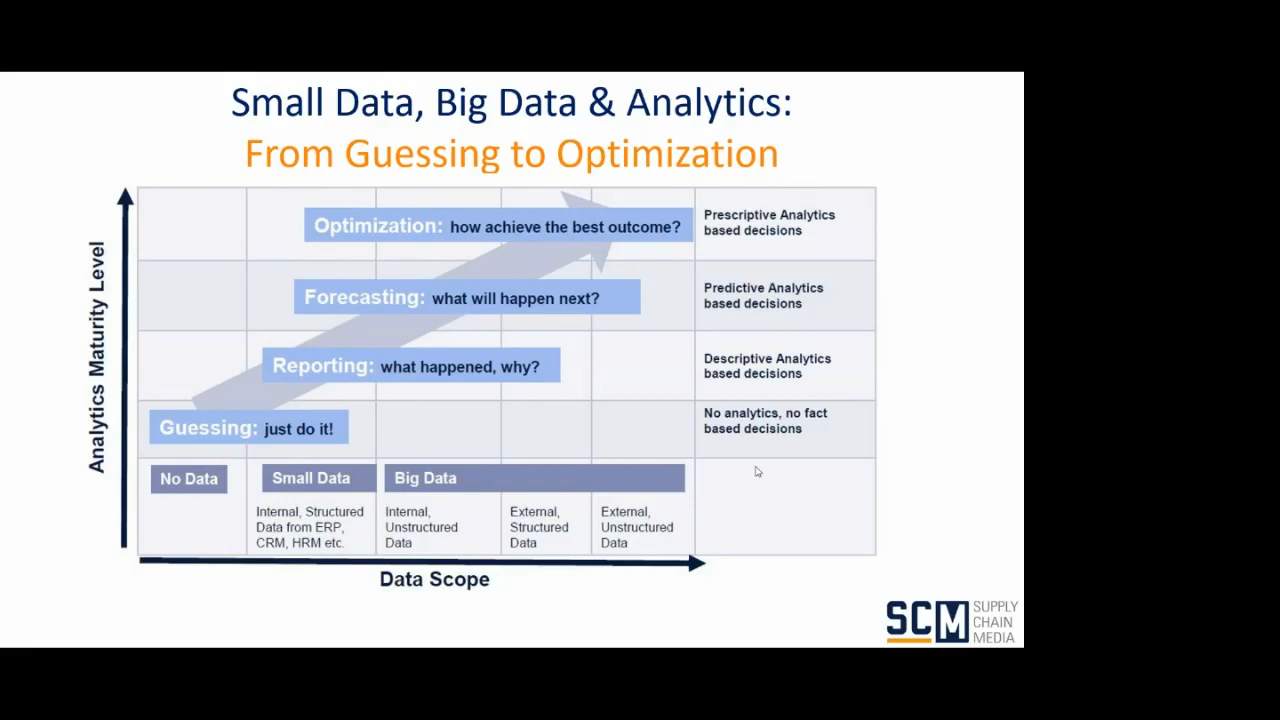 Small Data, Big Data & Analytics:
From Guessing to Optimization
Analytics Maturity Level
Optimization: how achieve the best outcome?
Prescriptive Analytics
based decisions
Forecasting: what will happen next?
Predictive Analytics
based decisions
Reporting: what happened, why?
Descriptive Analytics
based decisions
Guessing: just do it!
No analytics, no fact
based decisions
No Data
Small Data
Big Data
Internal, Structured
Data from ERP,
CRM, HRM etc.
Internal,
Unstructured
Data
External,
Structured
Data
External,
Unstructured
Data
Data Scope
SCM
SUPPLY
CHAIN
MEDIA